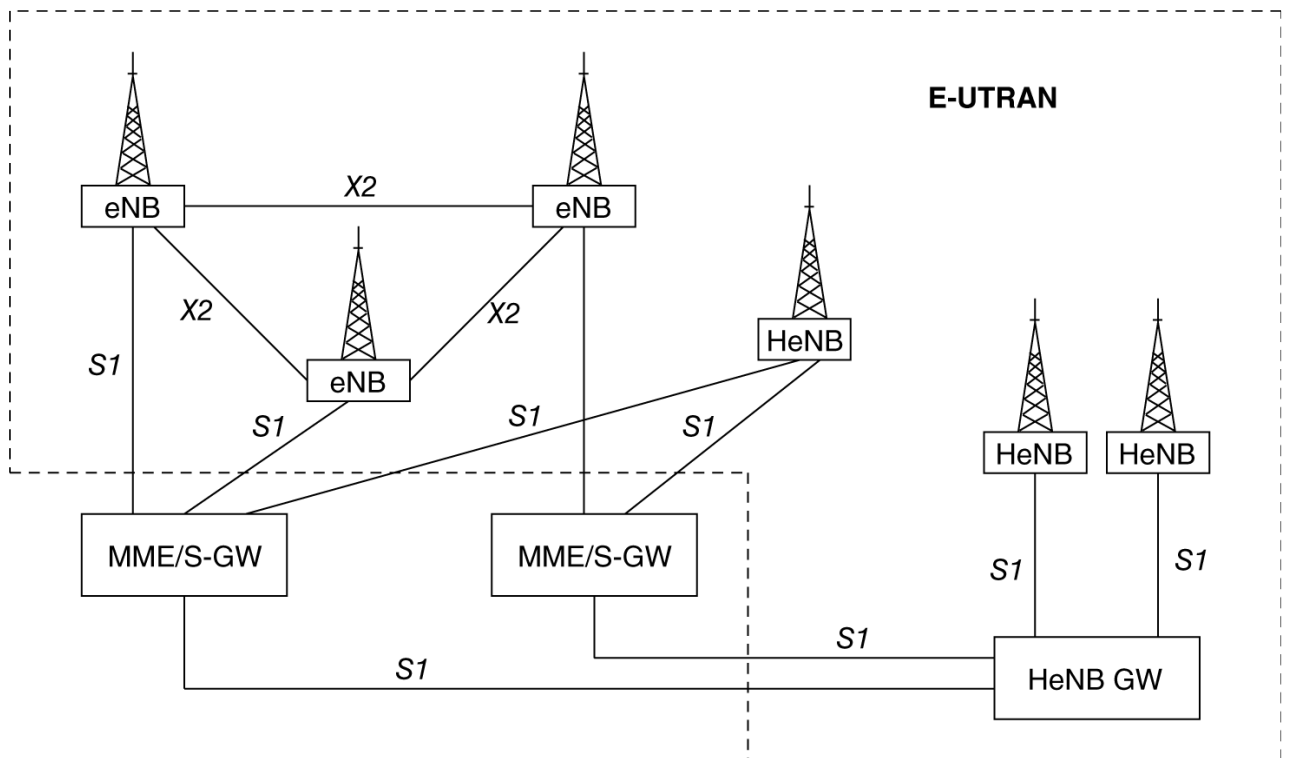 E-UTRAN
X2
eNB
eNB
X2
X2
HeNB
S1
eNB
S1
S1
S1
HeNB
HeNB
MME/S-GW
MME/S-GW
S1
S1
S1
S1
HeNB GW